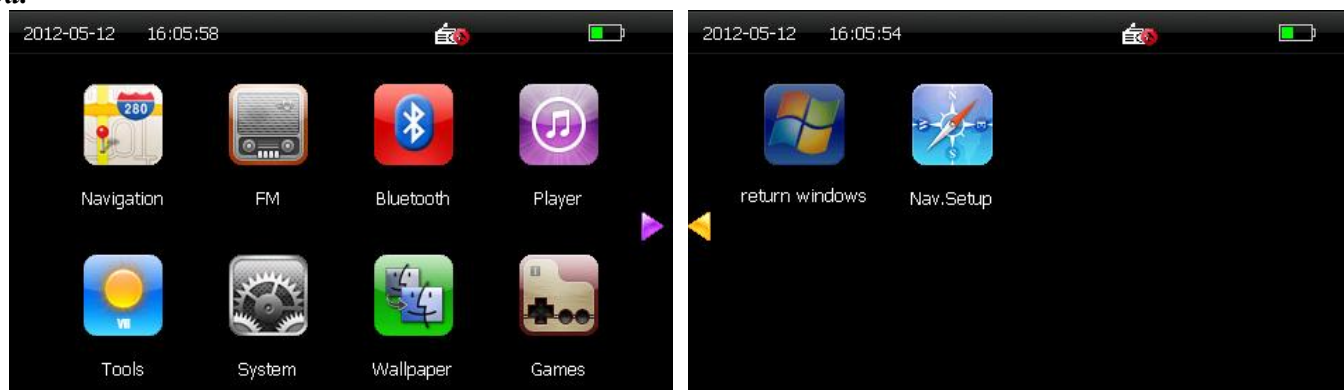 2012-05-12 16:05:58
280
Navigation FM Bluetooth Player
VIII
Tools System Wallpaper Games
2012-05-12 16:05:54
N
W E
S
return windows Nav.Setup